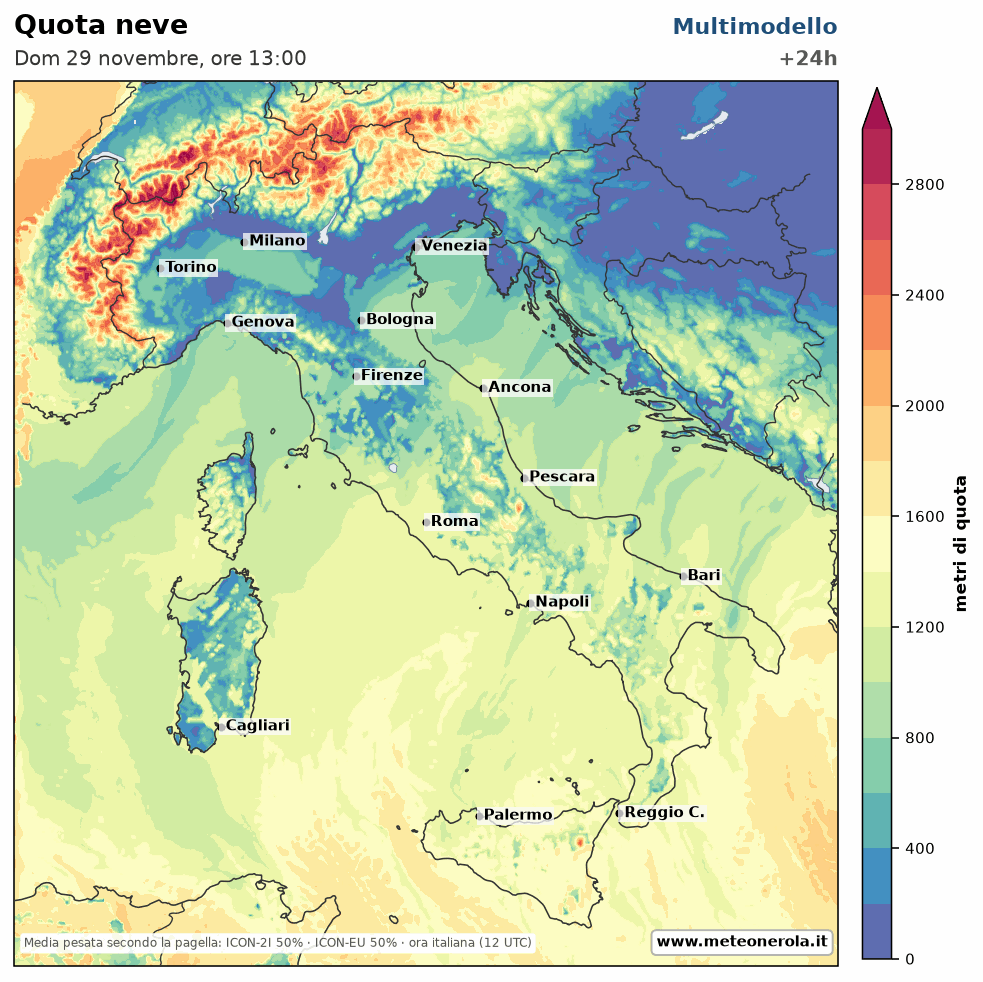 Quota neve
Multimodello
Dom 29 novembre, ore 13:00
+24h
Milano
Venezia
Torino
Genova
Bologna
Firenze
Ancona
Pescara
Roma
Bari
Napoli
Cagliari
Palermo
Reggio C.
2800
2400
2000
1600
1200
800
400
0
metri di quota
Media pesata secondo la pagella: ICON-2I 50% · ICON-EU 50% · ora italiana (12 UTC)
www.meteonerola.it